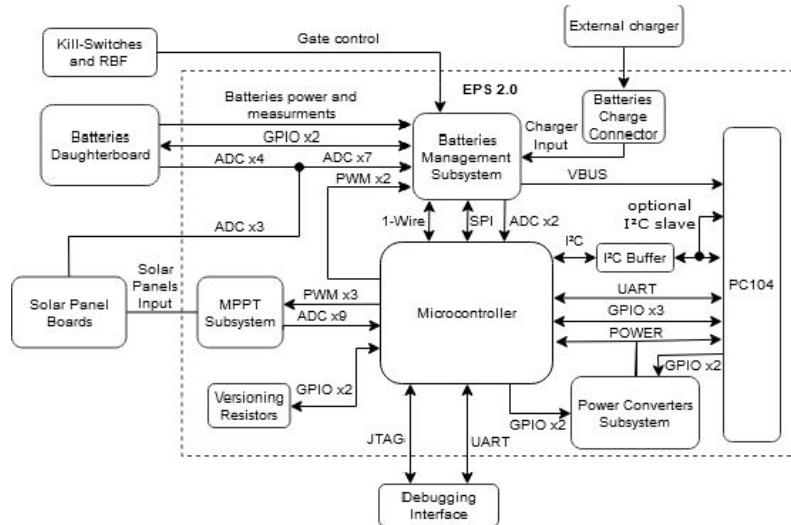 External charger
Kill-Switches
and RBF
Gate control
EPS 2.0
Batteries power and
measurments
Batteries
Charge
Connector
Batteries
Daughterboard
GPIO x2
Batteries
Management
Subsystem
Charger
Input
ADC x4
ADC x7
PWM x2
VBUS
optional
I²C slave
1-Wire
SPI
ADC x2
ADC x3
I²C
I²C Buffer
Solar
Panels
Input
Solar Panel
Boards
MPPT
Subsystem
PWM x3
ADC x9
Microcontroller
UART
GPIO x3
POWER
PC104
GPIO x2
Versioning
Resistors
GPIO x2
Power Converters
Subsystem
GPIO x2
JTAG
UART
Debugging
Interface